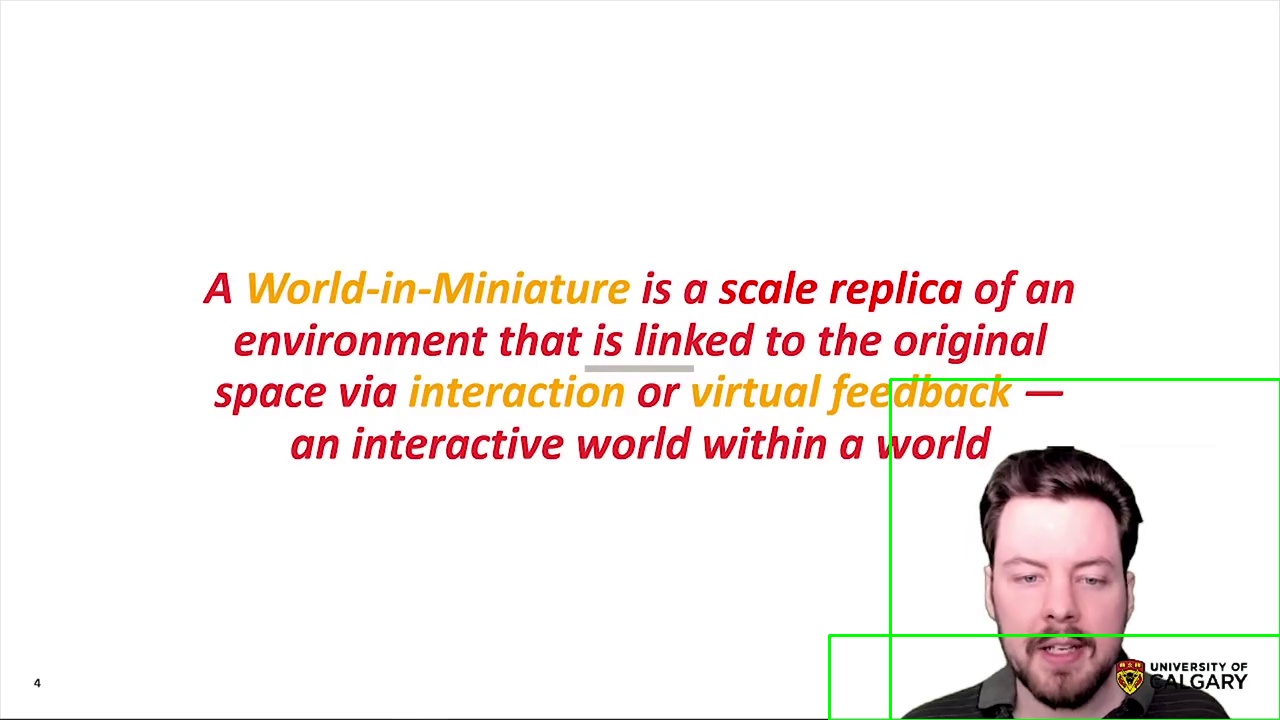 A World-in-Miniature is a scale replica of an
environment that is linked to the original
space via interaction or virtual feedback —
an interactive world within a world
4
UNIVERSITY OF
CALGARY